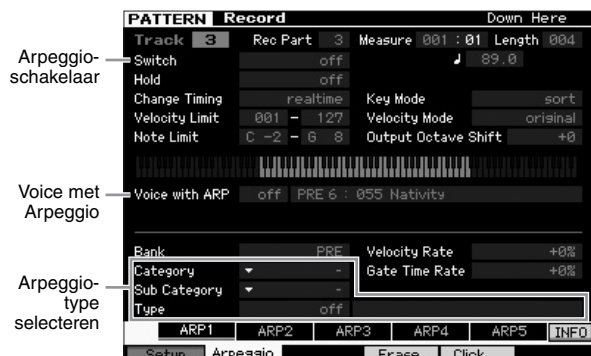 PATTERN Record Down Here
Track 3 Rec Part 3 Measure 001 : 01 Length 004
Arpeggio-
schakelaar
Switch off ♩ 89.0
Hold off
Change Timing realtime Key Mode sort
Velocity Limit 001 – 127 Velocity Mode original
Note Limit C -2 – G 8 Output Octave Shift +0
Voice met
Arpeggio
Voice with ARP off PRE 6 : 055 Nativity
Bank PRE Velocity Rate +0%
Arpeggio-
type
selecteren
Category - Gate Time Rate +0%
Sub Category -
Type off
ARP1 ARP2 ARP3 ARP4 ARP5 INFO
Setup Arpeggio Erase Click